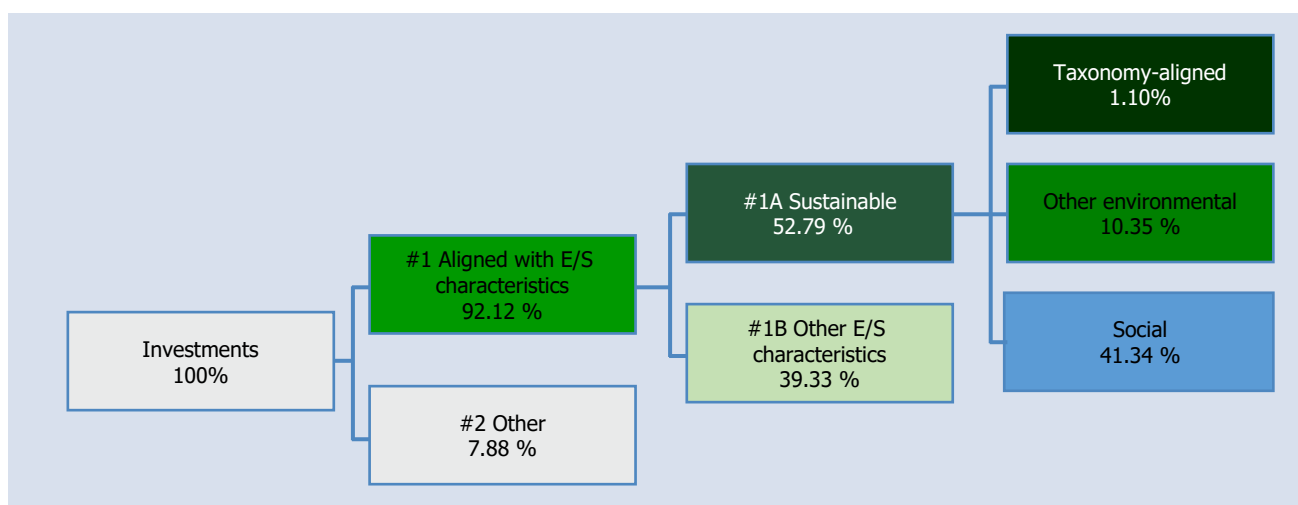 Taxonomy-aligned
1.10%
#1A Sustainable
52.79 %
Other environmental
10.35 %
#1 Aligned with E/S
characteristics
92.12 %
#1B Other E/S
characteristics
39.33 %
Social
41.34 %
Investments
100%
#2 Other
7.88 %